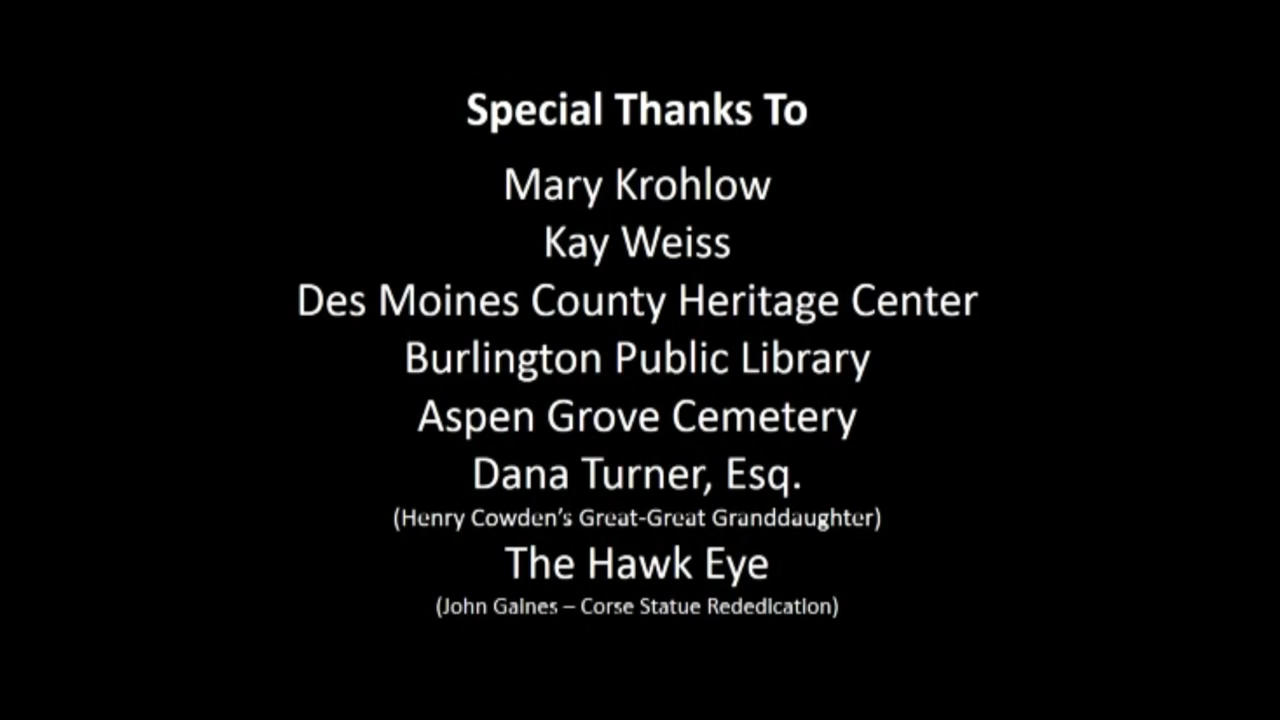 Special Thanks To
Mary Krohlow
Kay Weiss
Des Moines County Heritage Center
Burlington Public Library
Aspen Grove Cemetery
Dana Turner, Esq.
(Henry Cowden’s Great-Great Granddaughter)
The Hawk Eye
(John Gaines – Corse Statue Rededication)